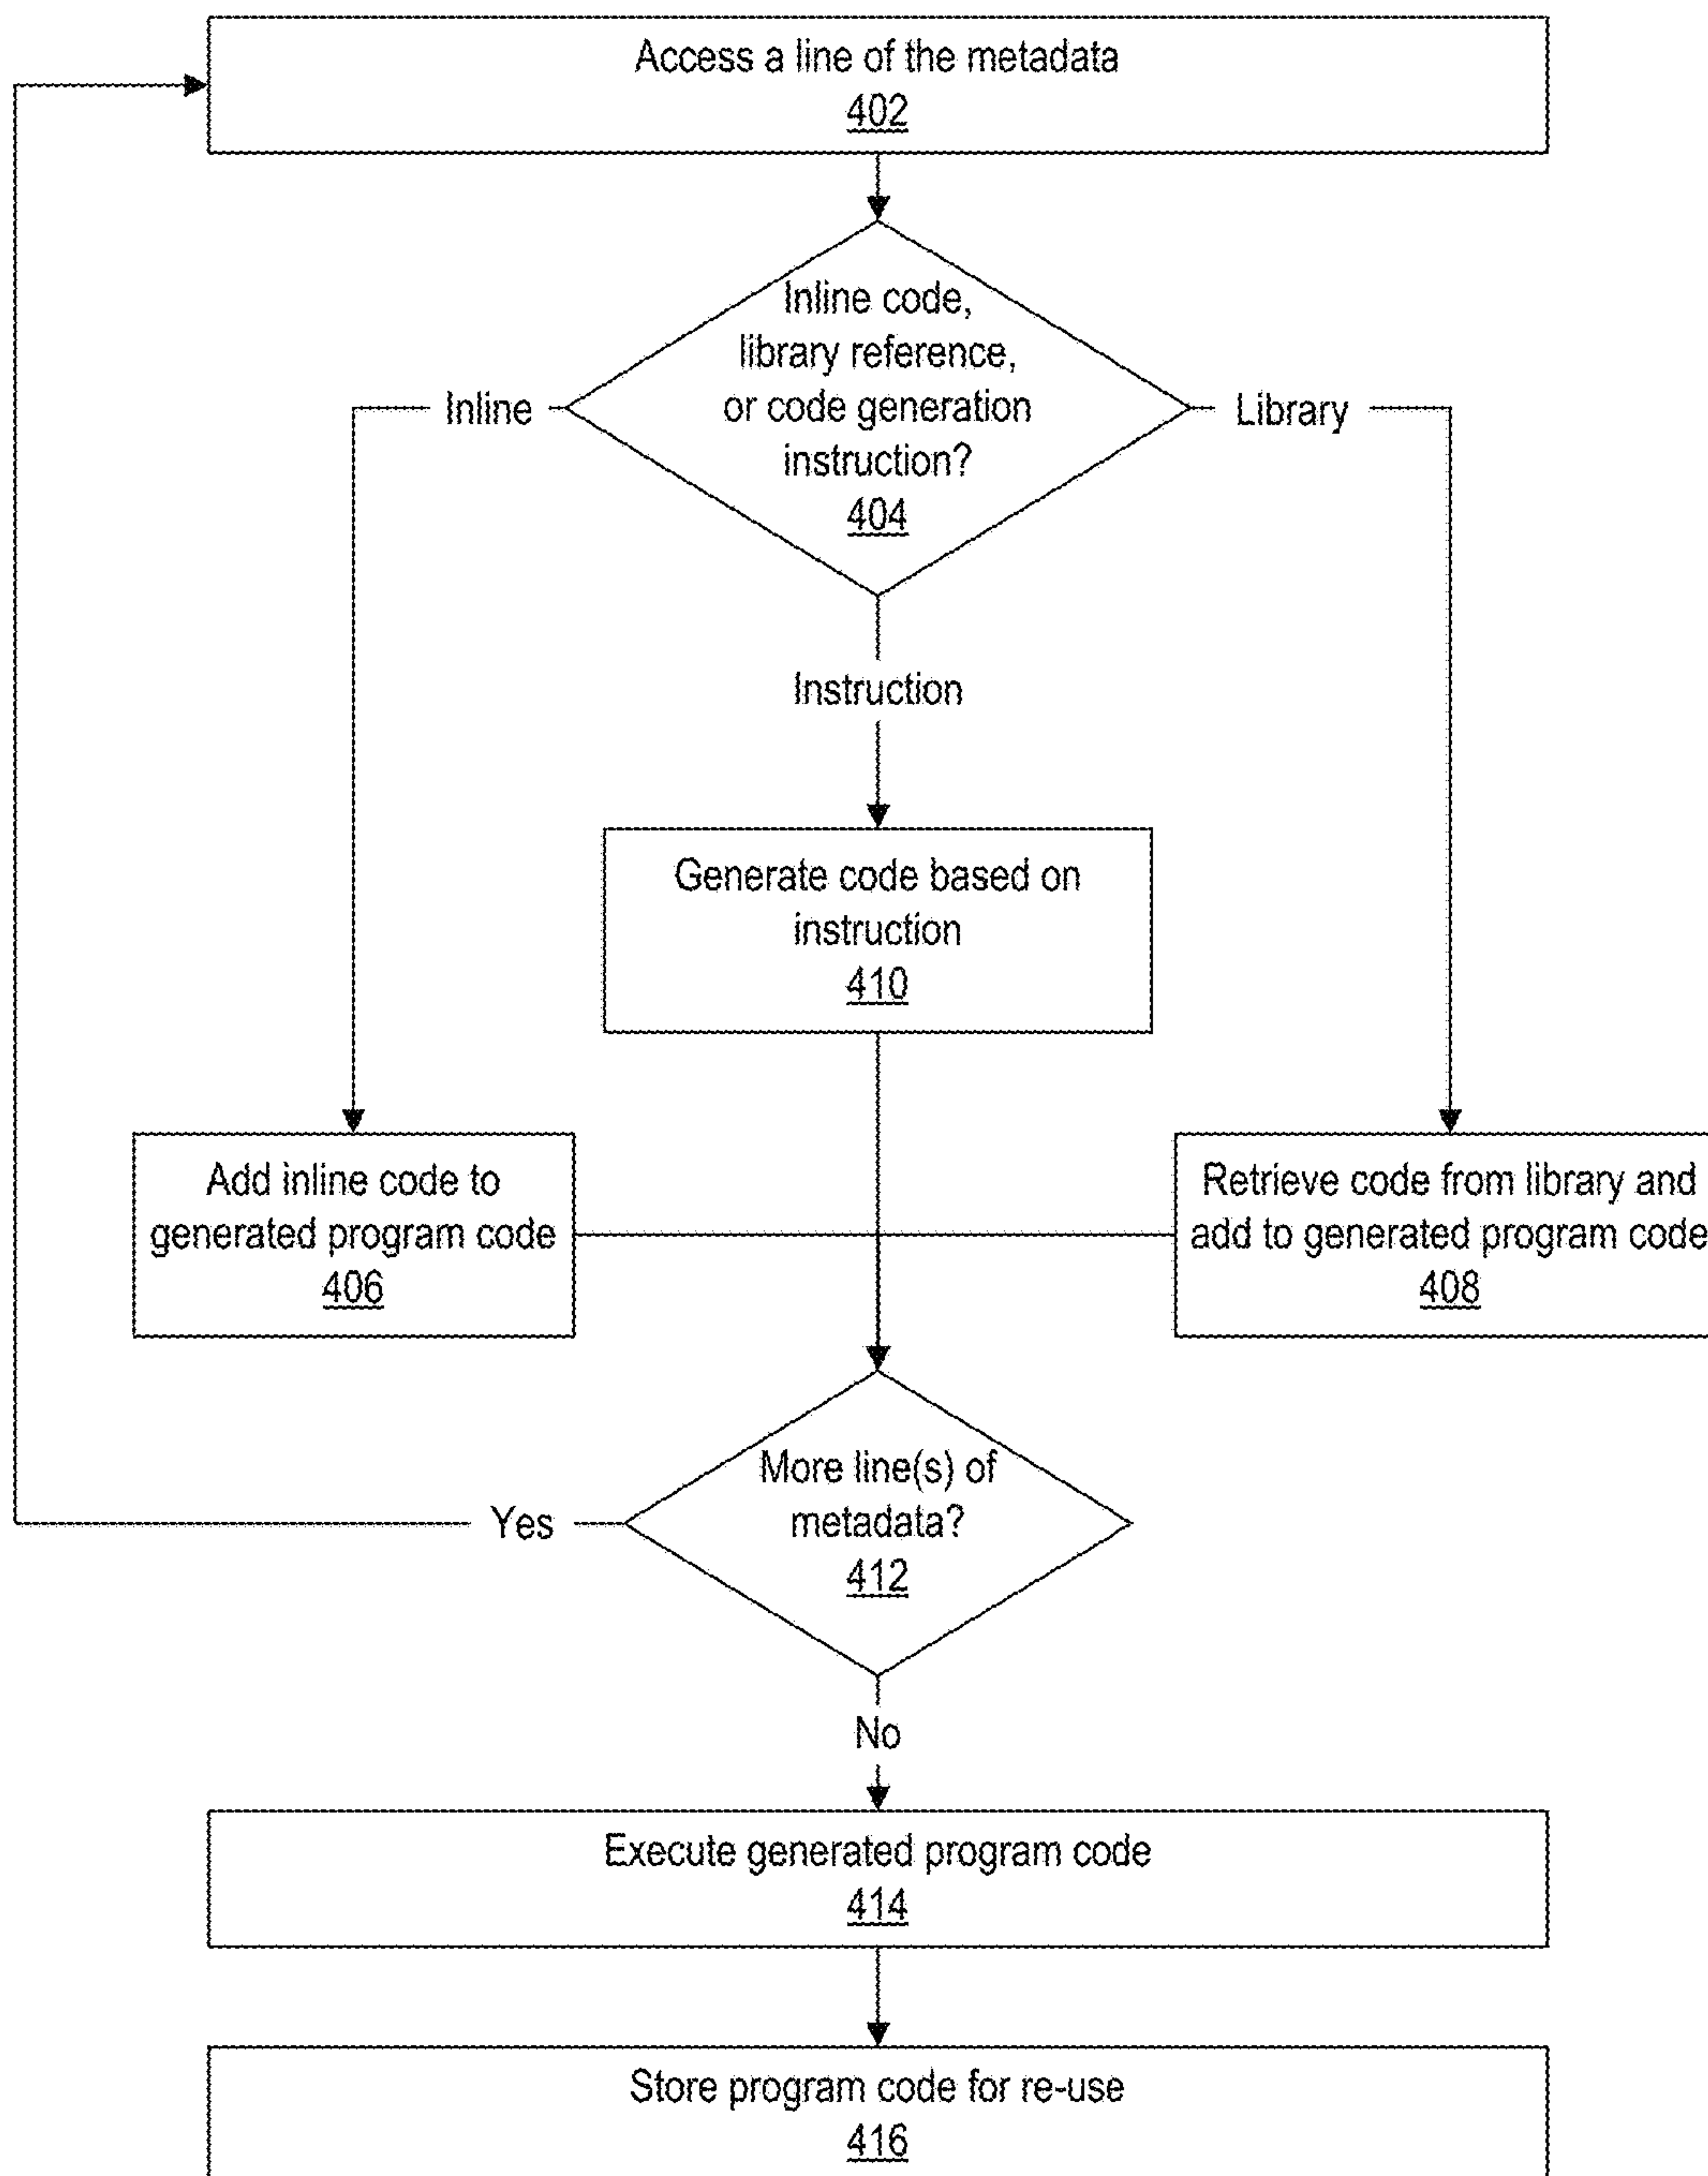 Access a line of the metadata
402
Inline code,
library reference,
or code generation
instruction?
404
Inline
Library
Instruction
Generate code based on
instruction
410
Add inline code to
generated program code
406
Retrieve code from library and
add to generated program code
408
More line(s) of
metadada?
412
Yes
No
Execute generated program code
414
Store program code for re-use
416